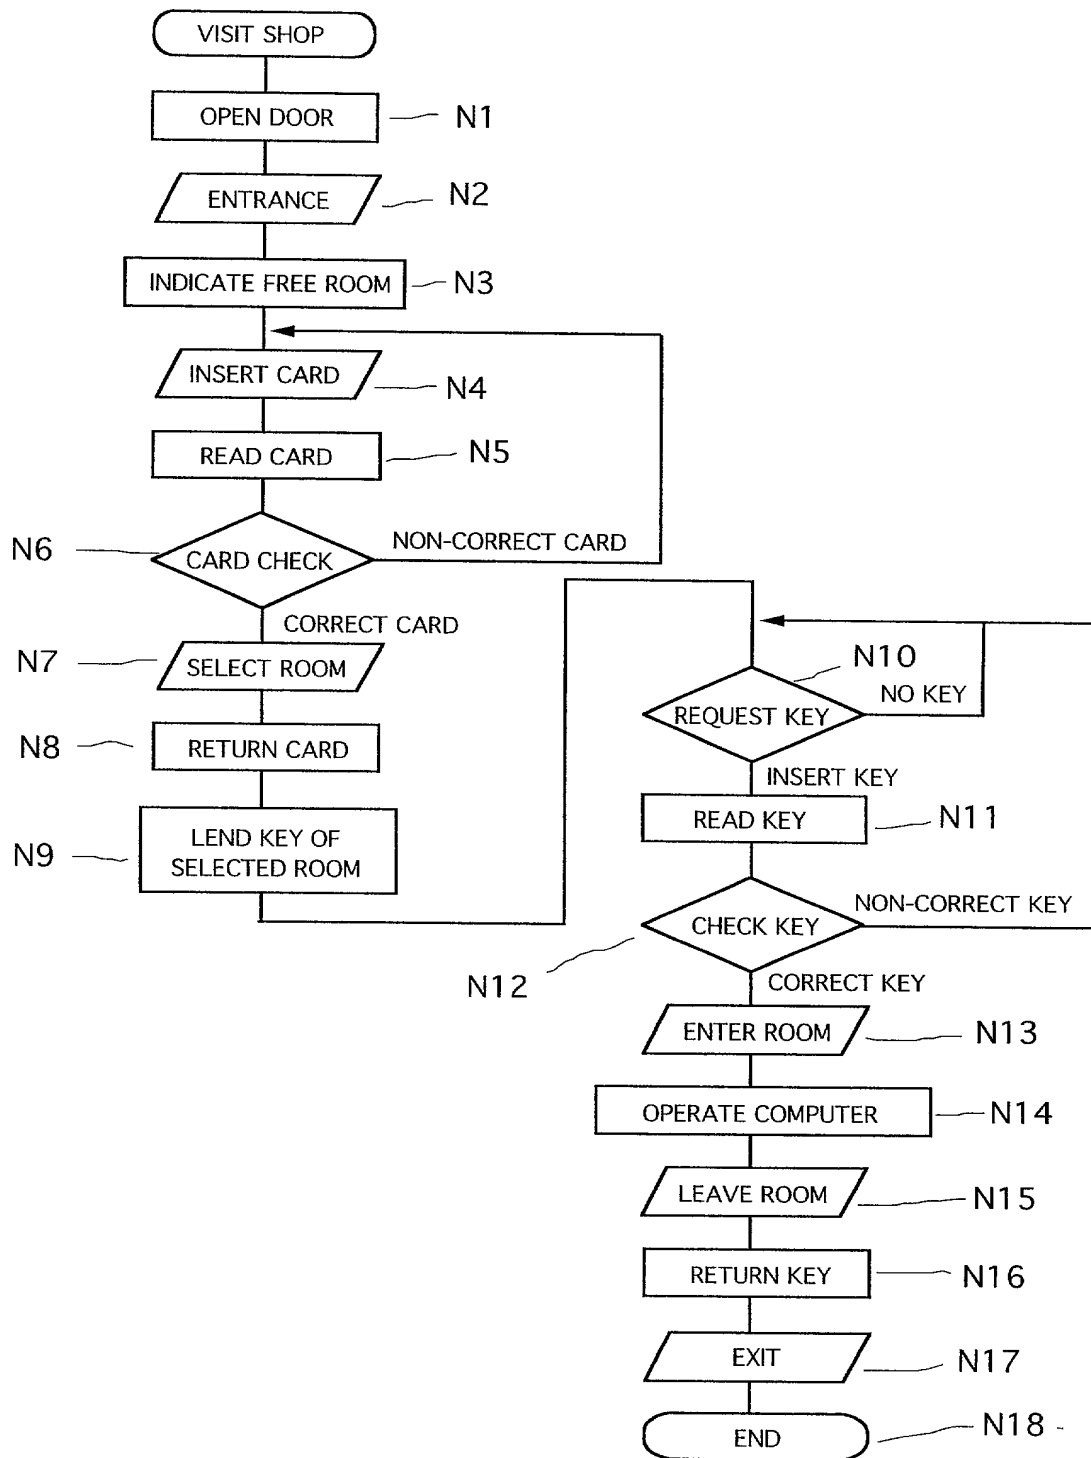 VISIT SHOP
OPEN DOOR
N1
ENTRANCE
N2
INDICATE FREE ROOM
N3
INSERT CARD
N4
READ CARD
N5
N6
CARD CHECK
NON-CORRECT CARD
CORRECT CARD
N7
SELECT ROOM
N8
RETURN CARD
N9
LEND KEY OF
SELECTED ROOM
N10
REQUEST KEY
NO KEY
INSERT KEY
READ KEY
N11
CHECK KEY
NON-CORRECT KEY
N12
CORRECT KEY
ENTER ROOM
N13
OPERATE COMPUTER
N14
LEAVE ROOM
N15
RETURN KEY
N16
EXIT
N17
END
N18